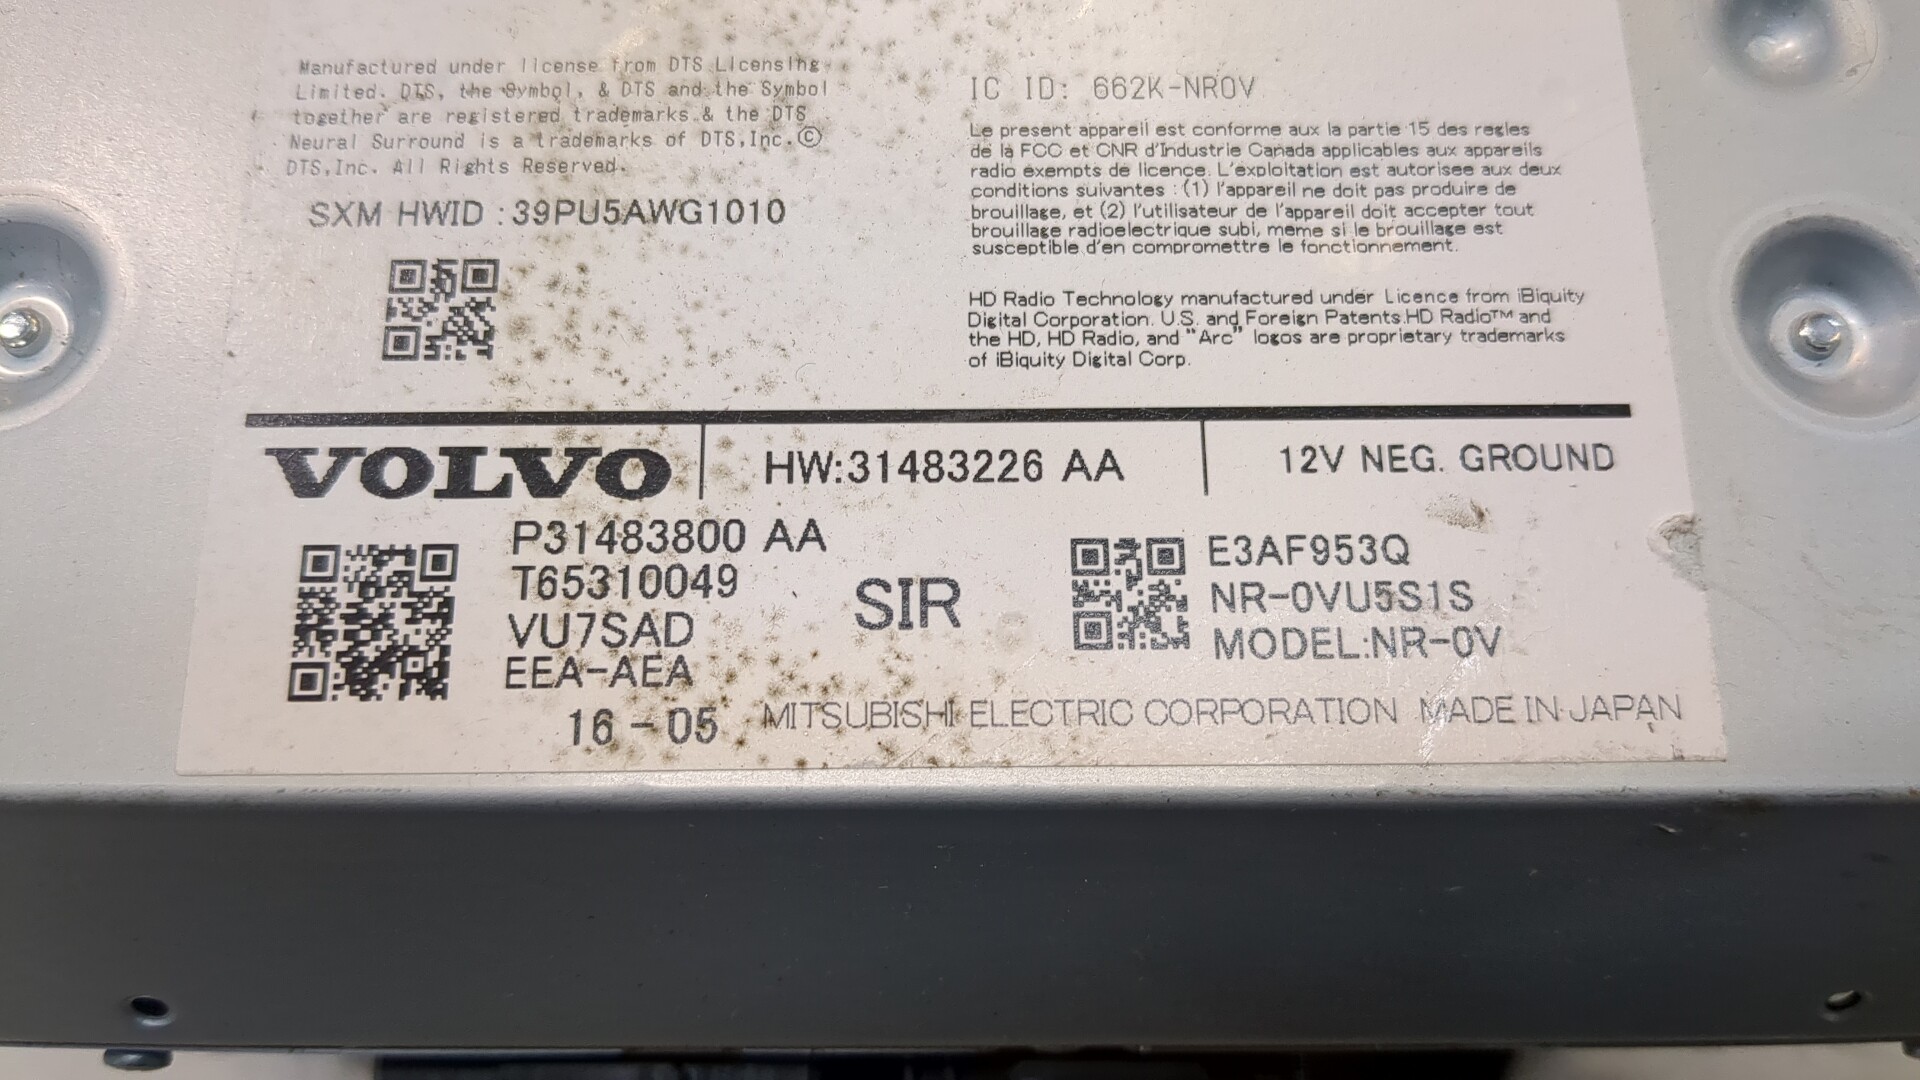 Manufactured under license from DTS Licensing
Limited. DTS, the Symbol, & DTS and the Symbol
together are registered trademarks & the DTS
Neural Surround is a trademarks of DTS,Inc.©
DTS,Inc. All Rights Reserved.
SXM HWID :39PU5AWG1010
IC ID: 662K-NR0V
Le present appareil est conforme aux la partie 15 des regles
de la FCC et CNR d'Industrie Canada applicables aux appareils
radio exempts de licence. L'exploitation est autorisee aux deux
conditions suivantes : (1) l'appareil ne doit pas produire de
brouillage, et (2) l'utilisateur de l'appareil doit accepter tout
brouillage radioelectrique subi, meme si le brouillage est
susceptible d'en compromettre le fonctionnement.
HD Radio Technology manufactured under Licence from iBiquity
Digital Corporation. U.S. and Foreign Patents.HD Radio™ and
the HD, HD Radio, and "Arc" logos are proprietary trademarks
of iBiquity Digital Corp.
VOLVO
HW:31483226 AA
12V NEG. GROUND
P31483800 AA
T65310049
VU7SAD
EEA-AEA
16-05
SIR
E3AF953Q
NR-0VU5S1S
MODEL:NR-0V
MITSUBISHI ELECTRIC CORPORATION MADE IN JAPAN